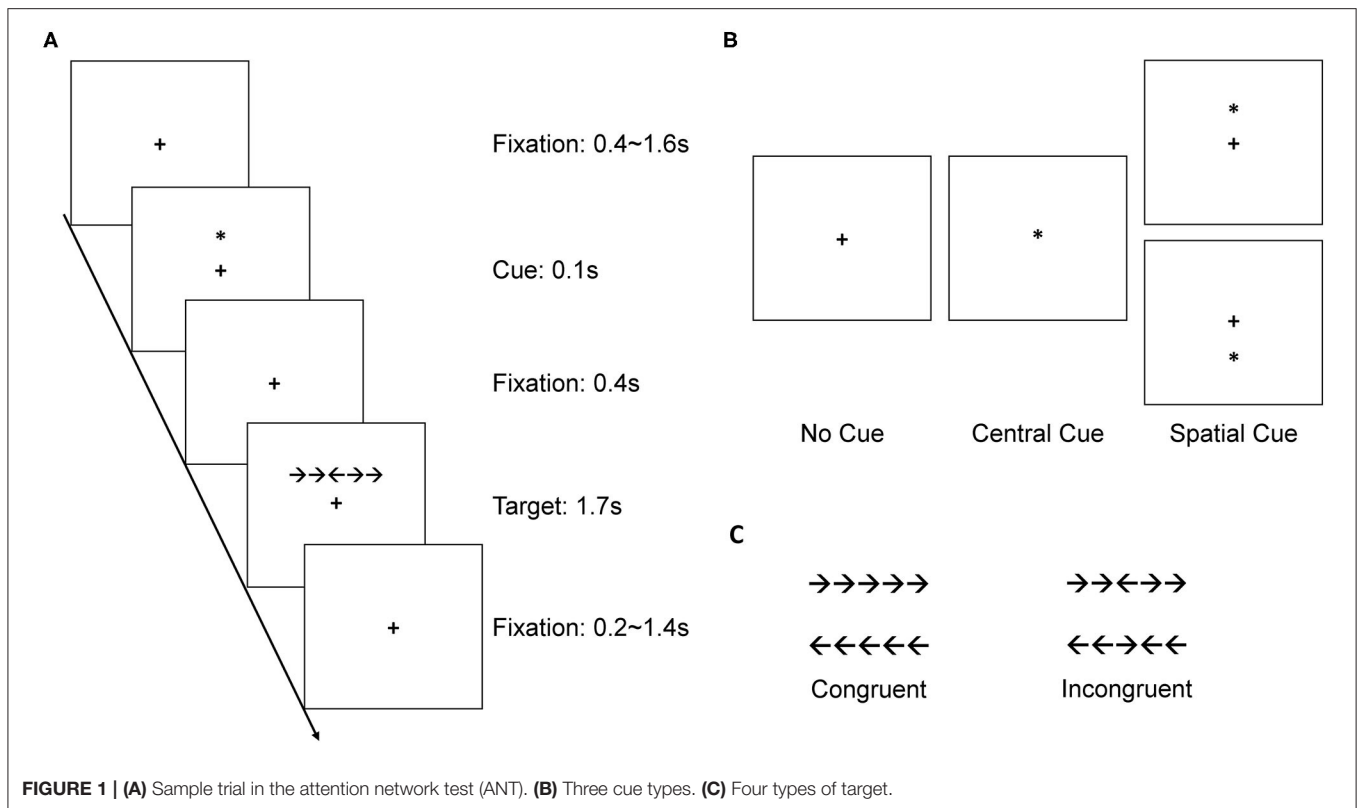 A
+
Fixation: 0.4~1.6s
*
+
Cue: 0.1s
+
Fixation: 0.4s
→→←→→
+
Target: 1.7s
+
Fixation: 0.2~1.4s
B
+
*
*
+
+
*
No Cue
Central Cue
Spatial Cue
C
→→→→→
→→←→→
←←←←←
←←→←←
Congruent
Incongruent
FIGURE 1 | (A) Sample trial in the attention network test (ANT). (B) Three cue types. (C) Four types of target.